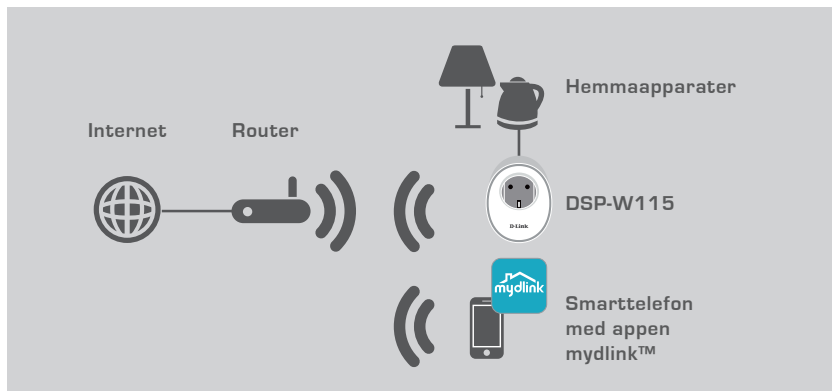 Internet
Router
Hemmaapparater
D-Link
DSP-W115
mydlink
Smarttelefon
med appen
mydlink™